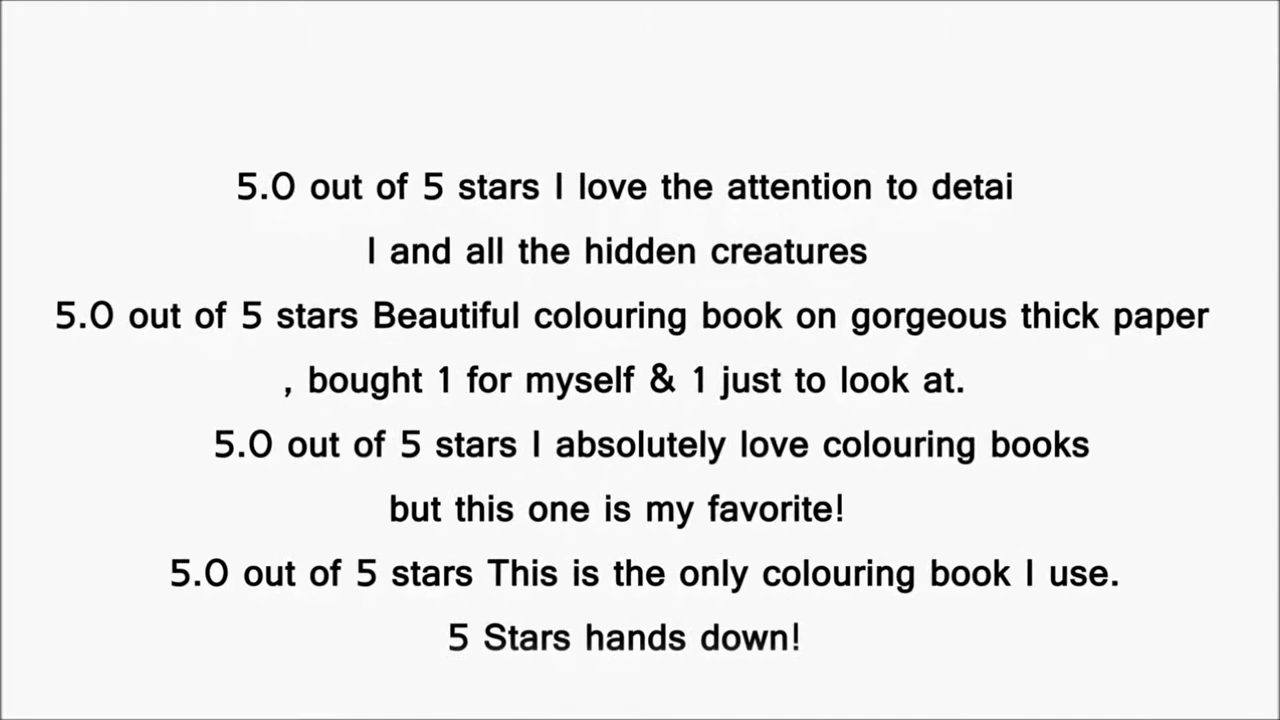 5.0 out of 5 stars I love the attention to detai
l and all the hidden creatures
5.0 out of 5 stars Beautiful colouring book on gorgeous thick paper
, bought 1 for myself & 1 just to look at.
5.0 out of 5 stars I absolutely love colouring books
but this one is my favorite!
5.0 out of 5 stars This is the only colouring book I use.
5 Stars hands down!